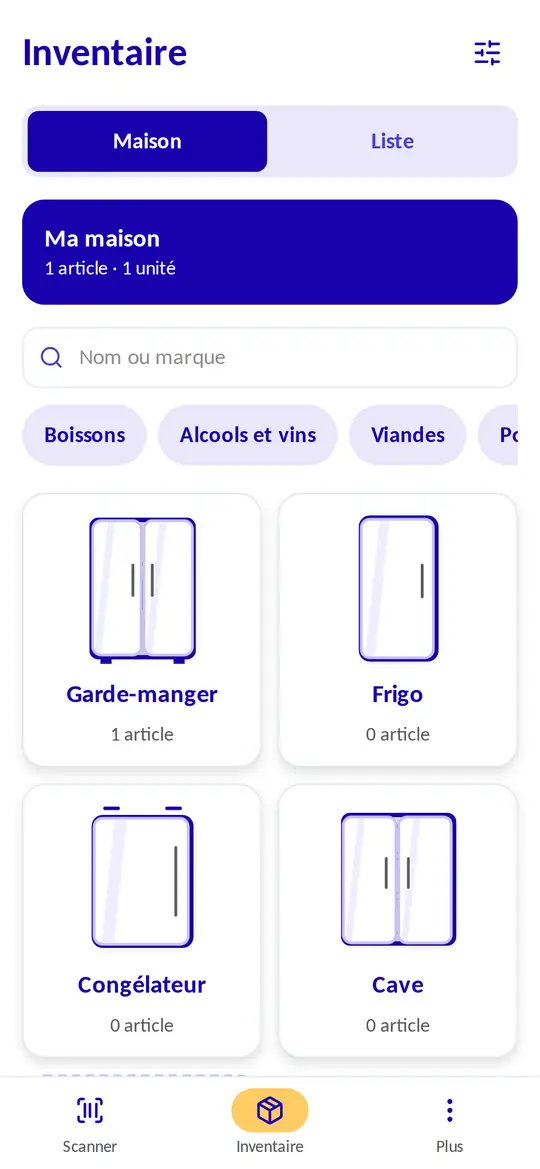 Inventaire
Maison
Liste
Ma maison
1 article · 1 unité
Nom ou marque
Boissons
Alcools et vins
Viandes
Garde-manger
1 article
Frigo
0 article
Congélateur
0 article
Cave
0 article
Scanner
Inventaire
Plus